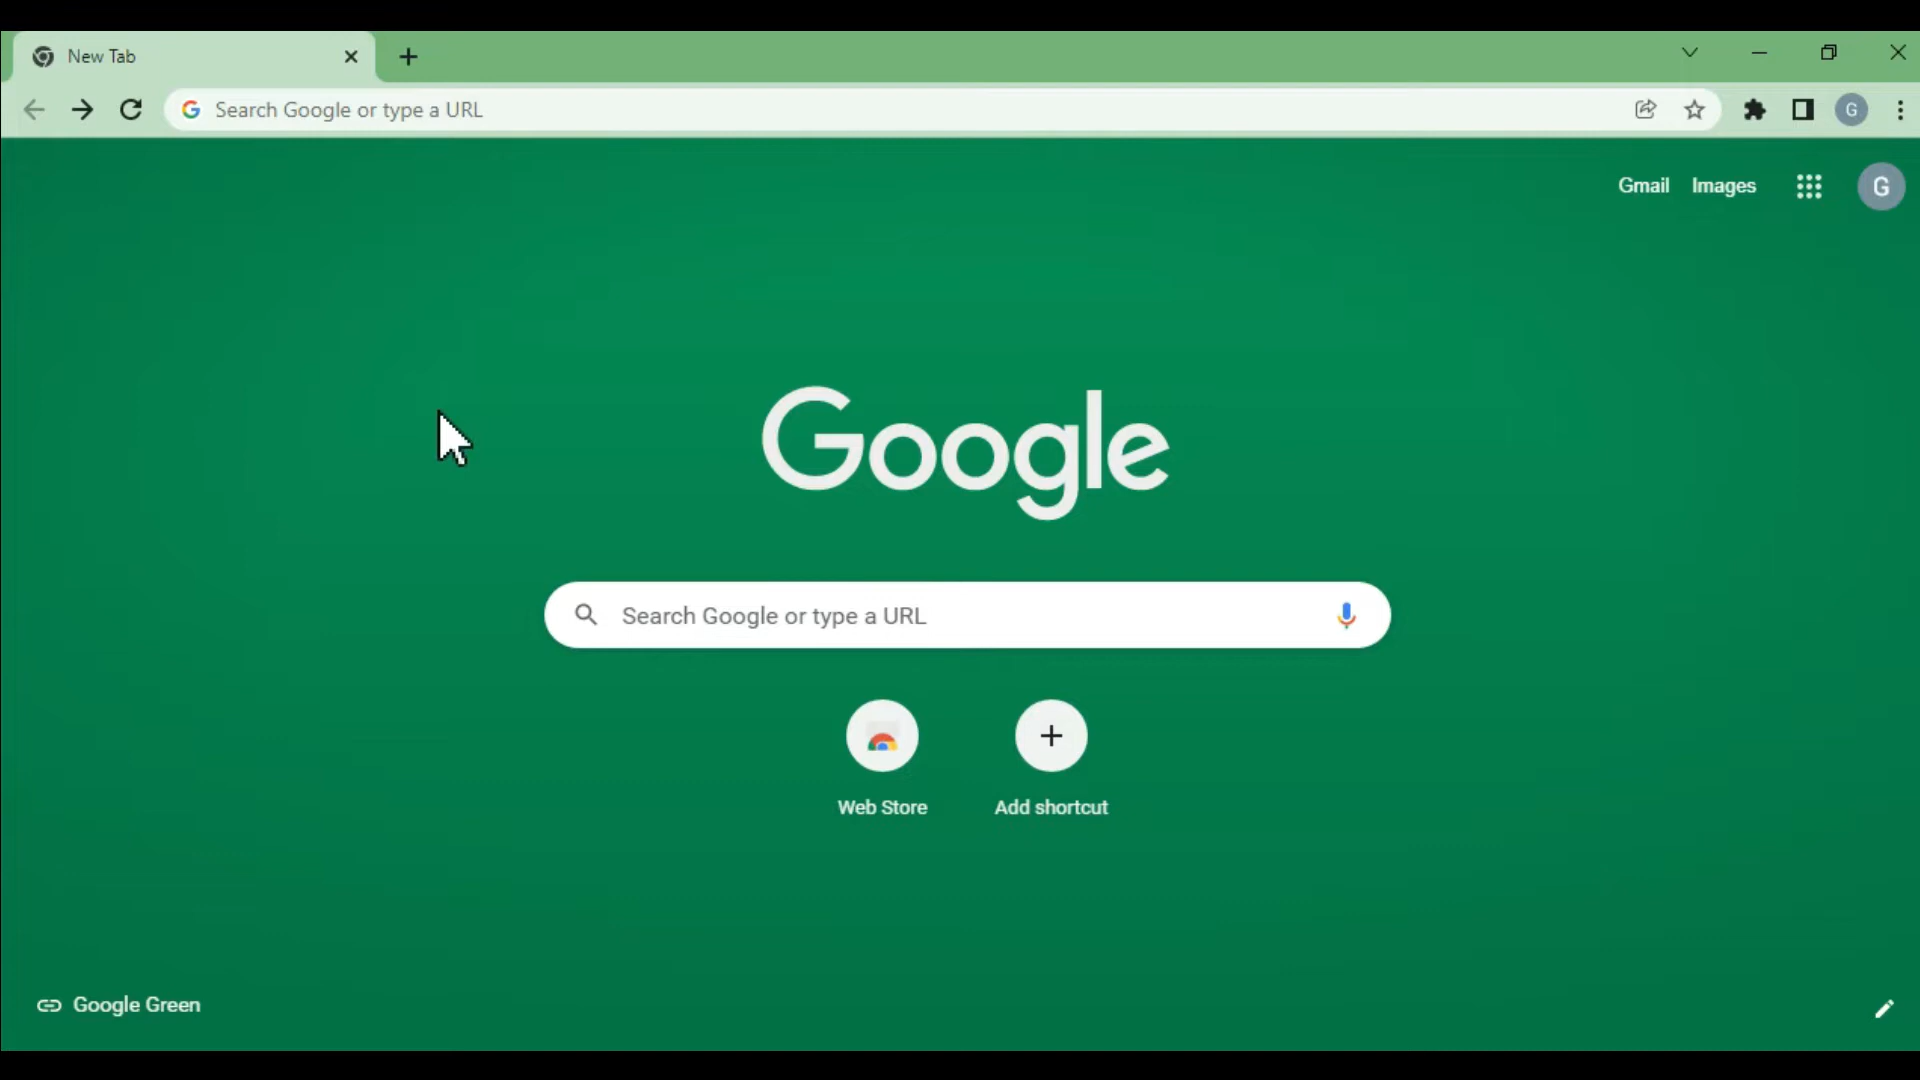 New Tab
Search Google or type a URL
G
Gmail Images
G
Google
Search Google or type a URL
Web Store
Add shortcut
Google Green